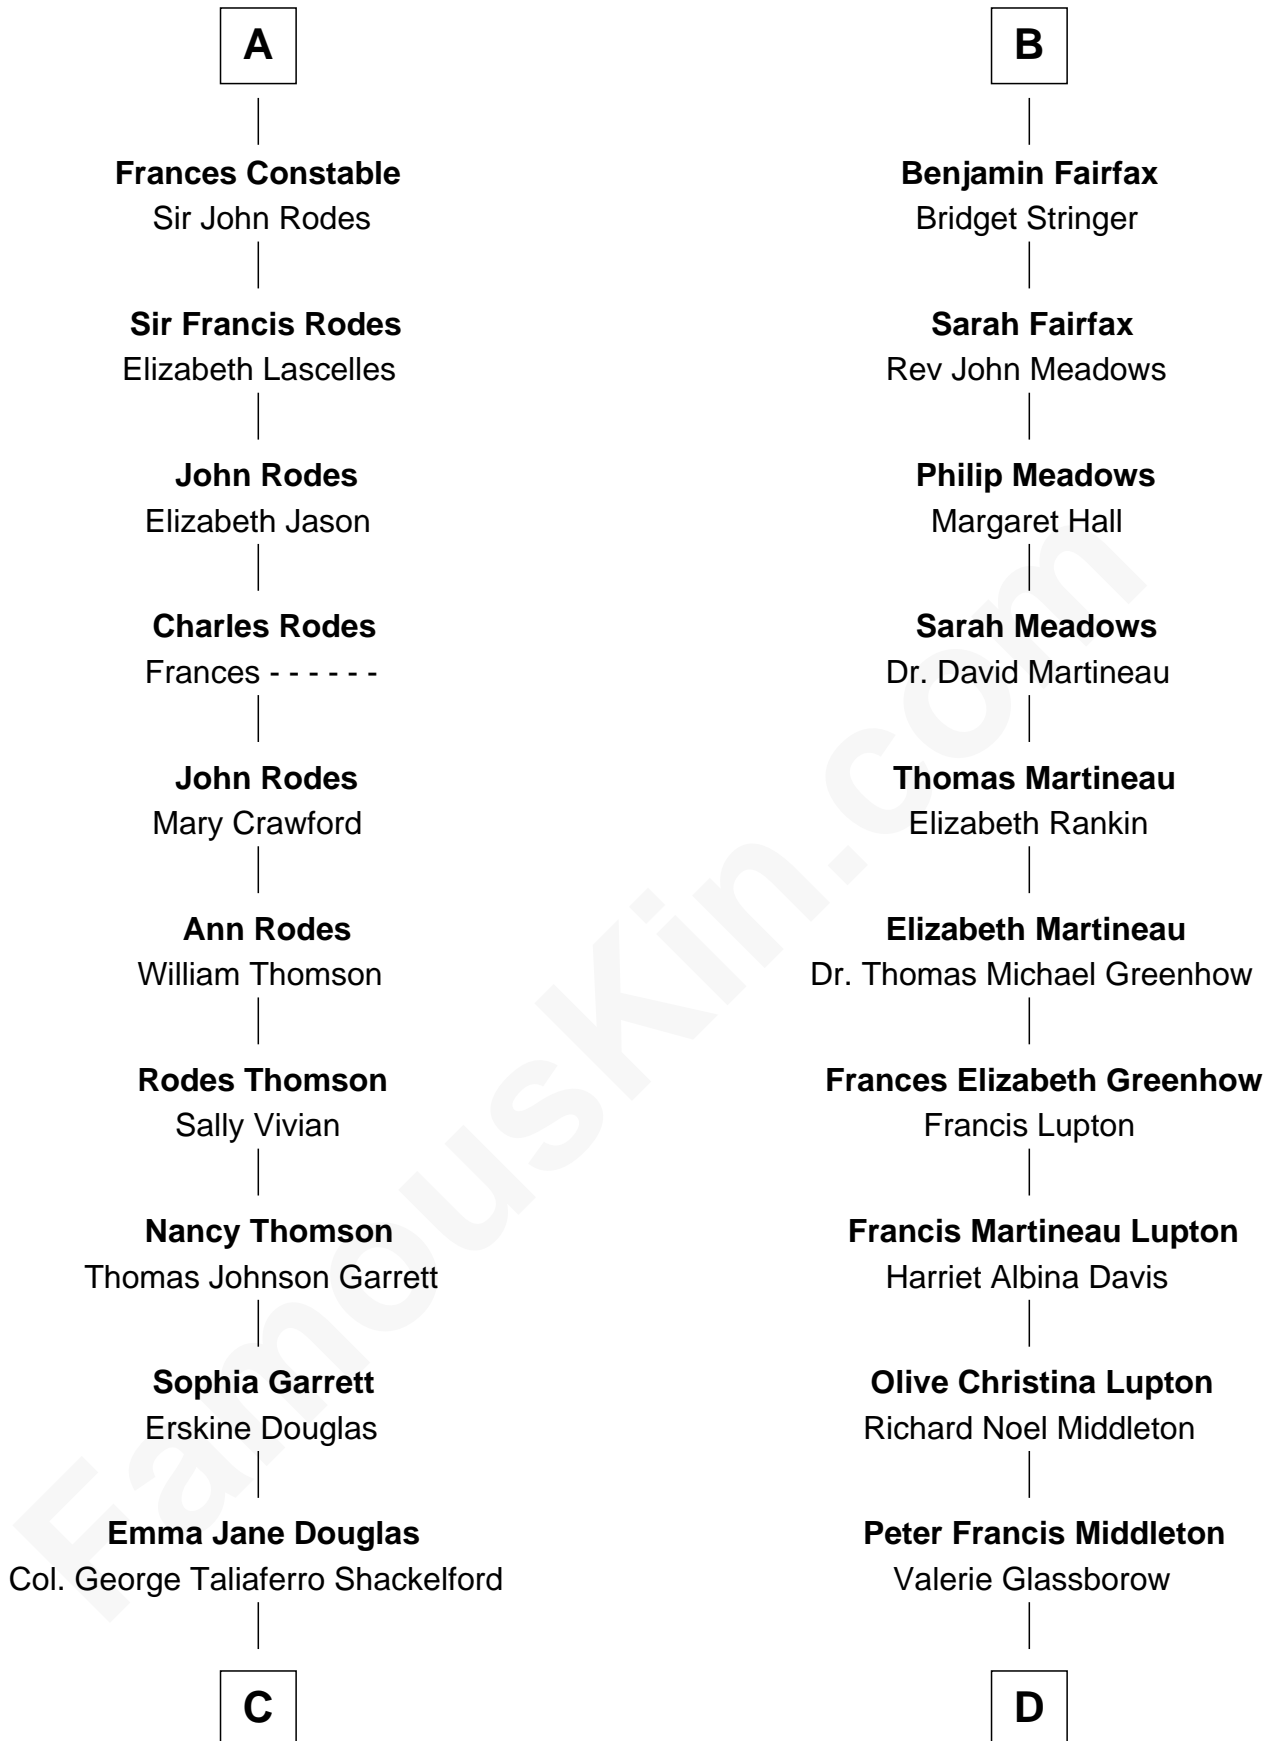 A
Frances Constable
Sir John Rodes
Sir Francis Rodes
Elizabeth Lascelles
John Rodes
Elizabeth Jason
Charles Rodes
Frances - - - - - -
John Rodes
Mary Crawford
Ann Rodes
William Thomson
Rodes Thomson
Sally Vivian
Nancy Thomson
Thomas Johnson Garrett
Sophia Garrett
Erskine Douglas
Emma Jane Douglas
Col. George Taliaferro Shackelford
C
B
Benjamin Fairfax
Bridget Stringer
Sarah Fairfax
Rev John Meadows
Philip Meadows
Margaret Hall
Sarah Meadows
Dr. David Martineau
Thomas Martineau
Elizabeth Rankin
Elizabeth Martineau
Dr. Thomas Michael Greenhow
Frances Elizabeth Greenhow
Francis Lupton
Francis Martineau Lupton
Harriet Albina Davis
Olive Christina Lupton
Richard Noel Middleton
Peter Francis Middleton
Valerie Glassborow
D
FamousKin.com